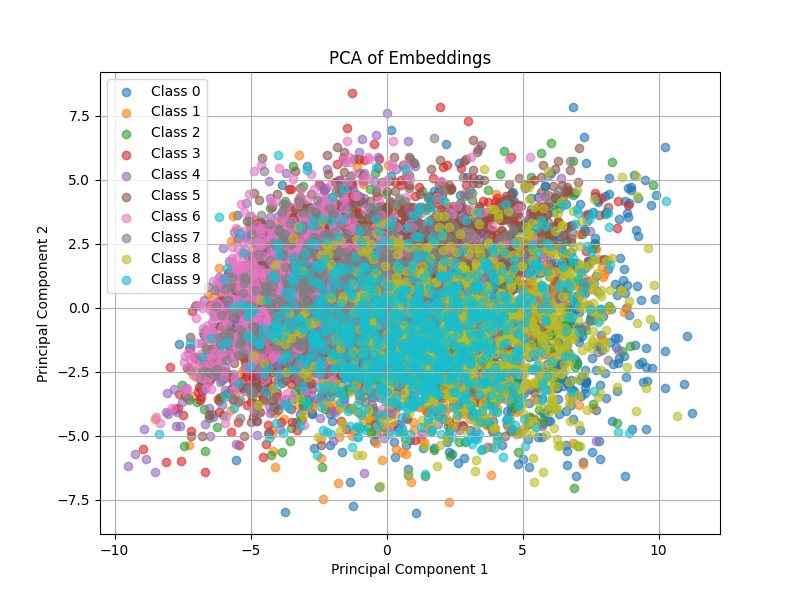 PCA of Embeddings
Class 0
Class 1
Class 2
Class 3
Class 4
Class 5
Class 6
Class 7
Class 8
Class 9
7.5
5.0
2.5
0.0
−2.5
−5.0
−7.5
Principal Component 2
−10
−5
0
5
10
Principal Component 1